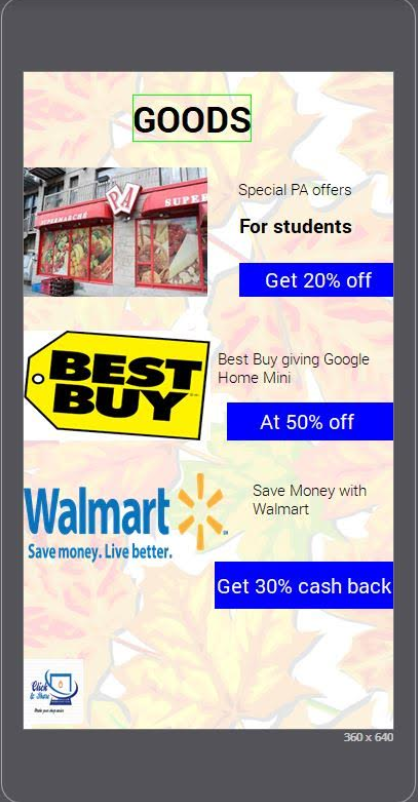 GOODS
SUPERMARCHÉ
PA
SUPER
Special PA offers
For students
Get 20% off
BEST
BUY
Best Buy giving Google
Home Mini
At 50% off
Walmart
Save money. Live better.
Save Money with
Walmart
Get 30% cash back
Click
& Share
360 x 640